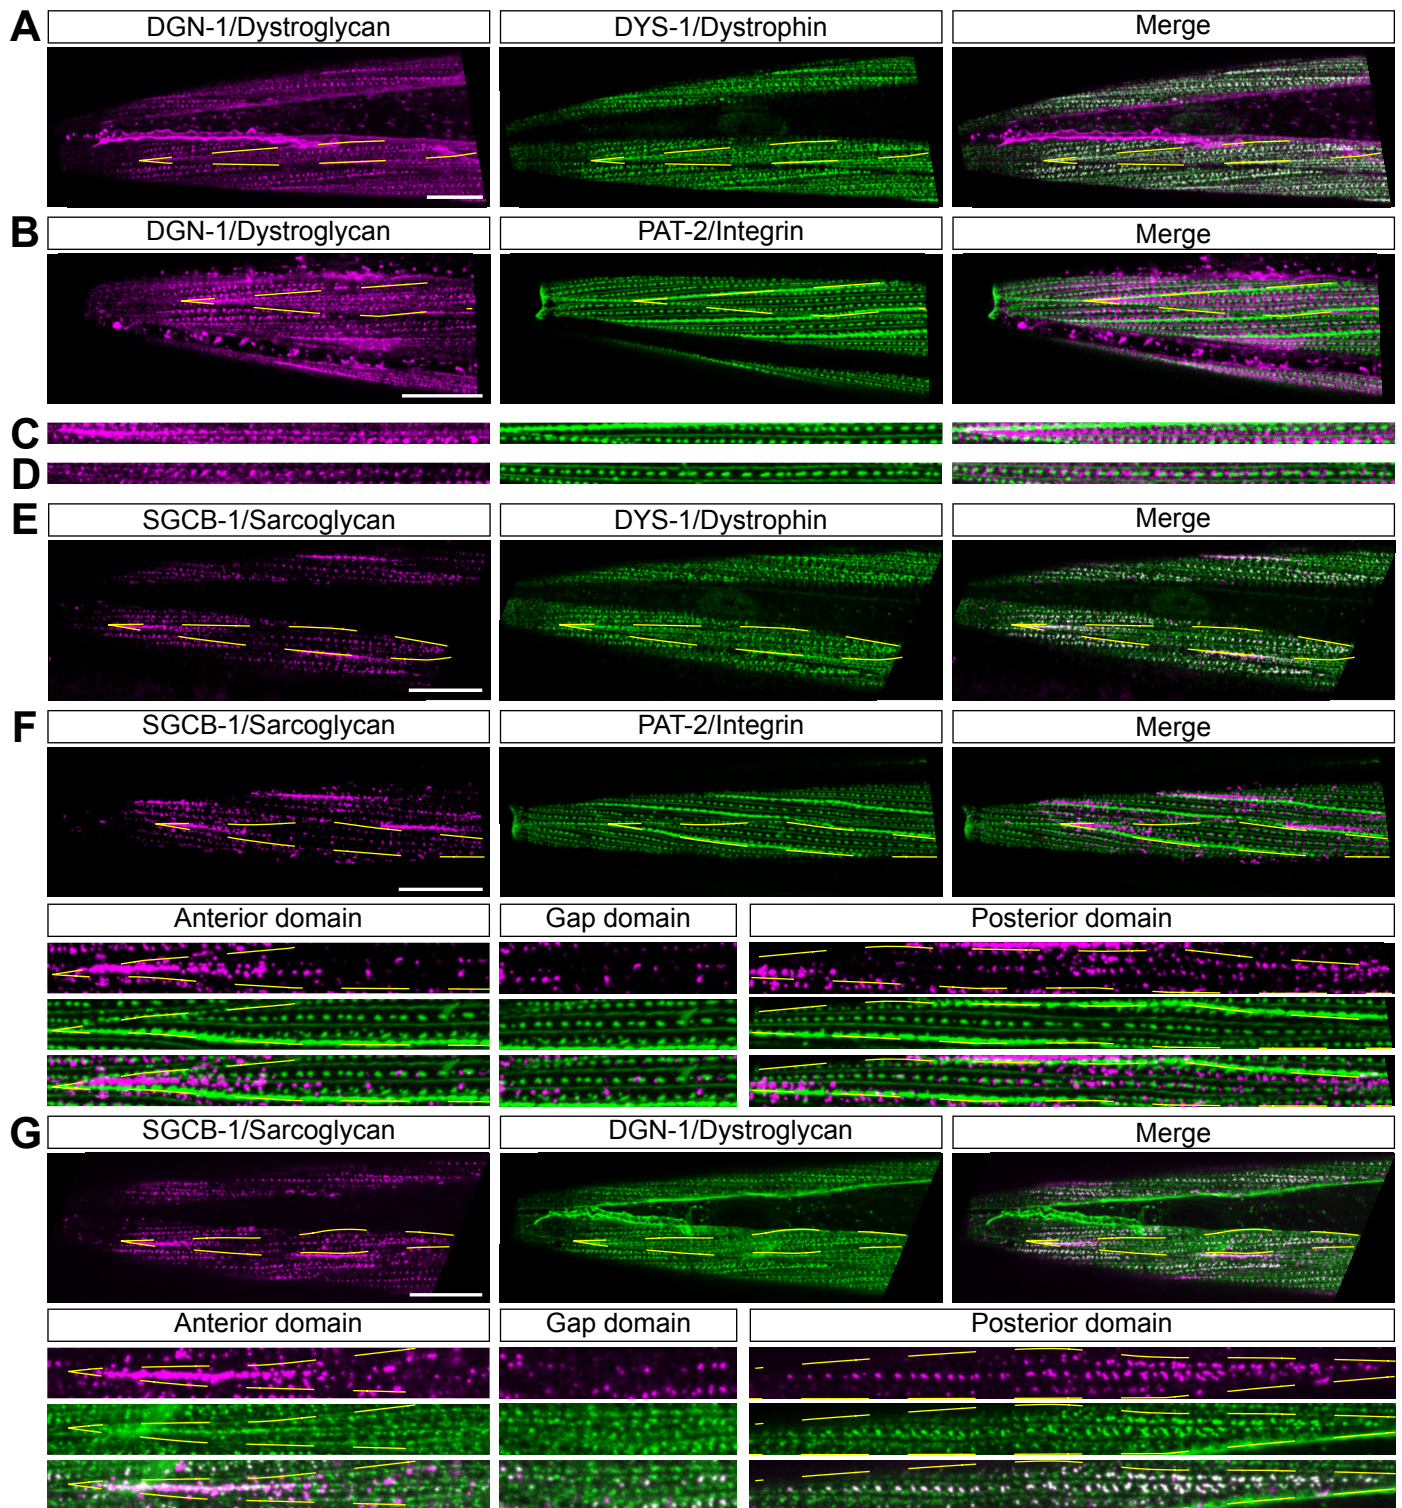 A DGN-1/Dystroglycan DYS-1/Dystrophin Merge
B DGN-1/Dystroglycan PAT-2/Integrin Merge
C
D
E SGCB-1/Sarcoglycan DYS-1/Dystrophin Merge
F SGCB-1/Sarcoglycan PAT-2/Integrin Merge
Anterior domain Gap domain Posterior domain
G SGCB-1/Sarcoglycan DGN-1/Dystroglycan Merge
Anterior domain Gap domain Posterior domain